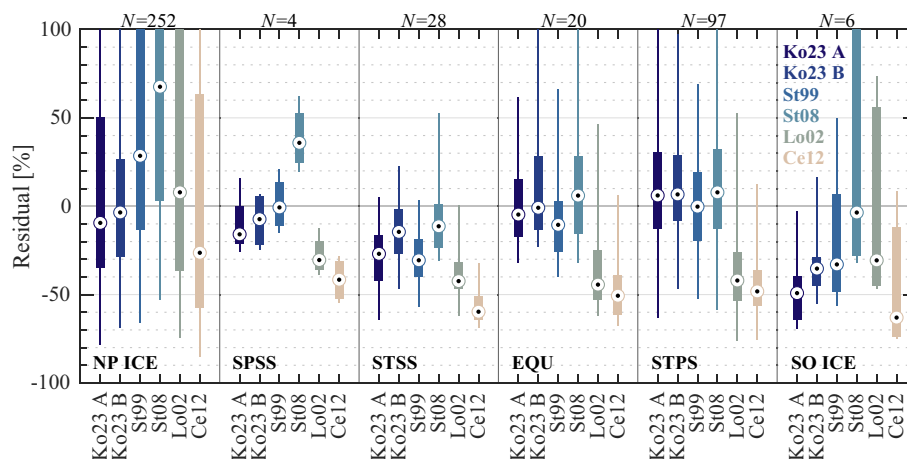 N=252 N=4 N=28 N=20 N=97 N=6
100
50
0
-50
-100
Residual [%]
Ko23 A
Ko23 B
St99
St08
Lo02
Ce12
NP ICE SPSS STSS EQU STPS SO ICE
Ko23 A Ko23 B St99 St08 Lo02 Ce12 Ko23 A Ko23 B St99 St08 Lo02 Ce12 Ko23 A Ko23 B St99 St08 Lo02 Ce12 Ko23 A Ko23 B St99 St08 Lo02 Ce12 Ko23 A Ko23 B St99 St08 Lo02 Ce12 Ko23 A Ko23 B St99 St08 Lo02 Ce12